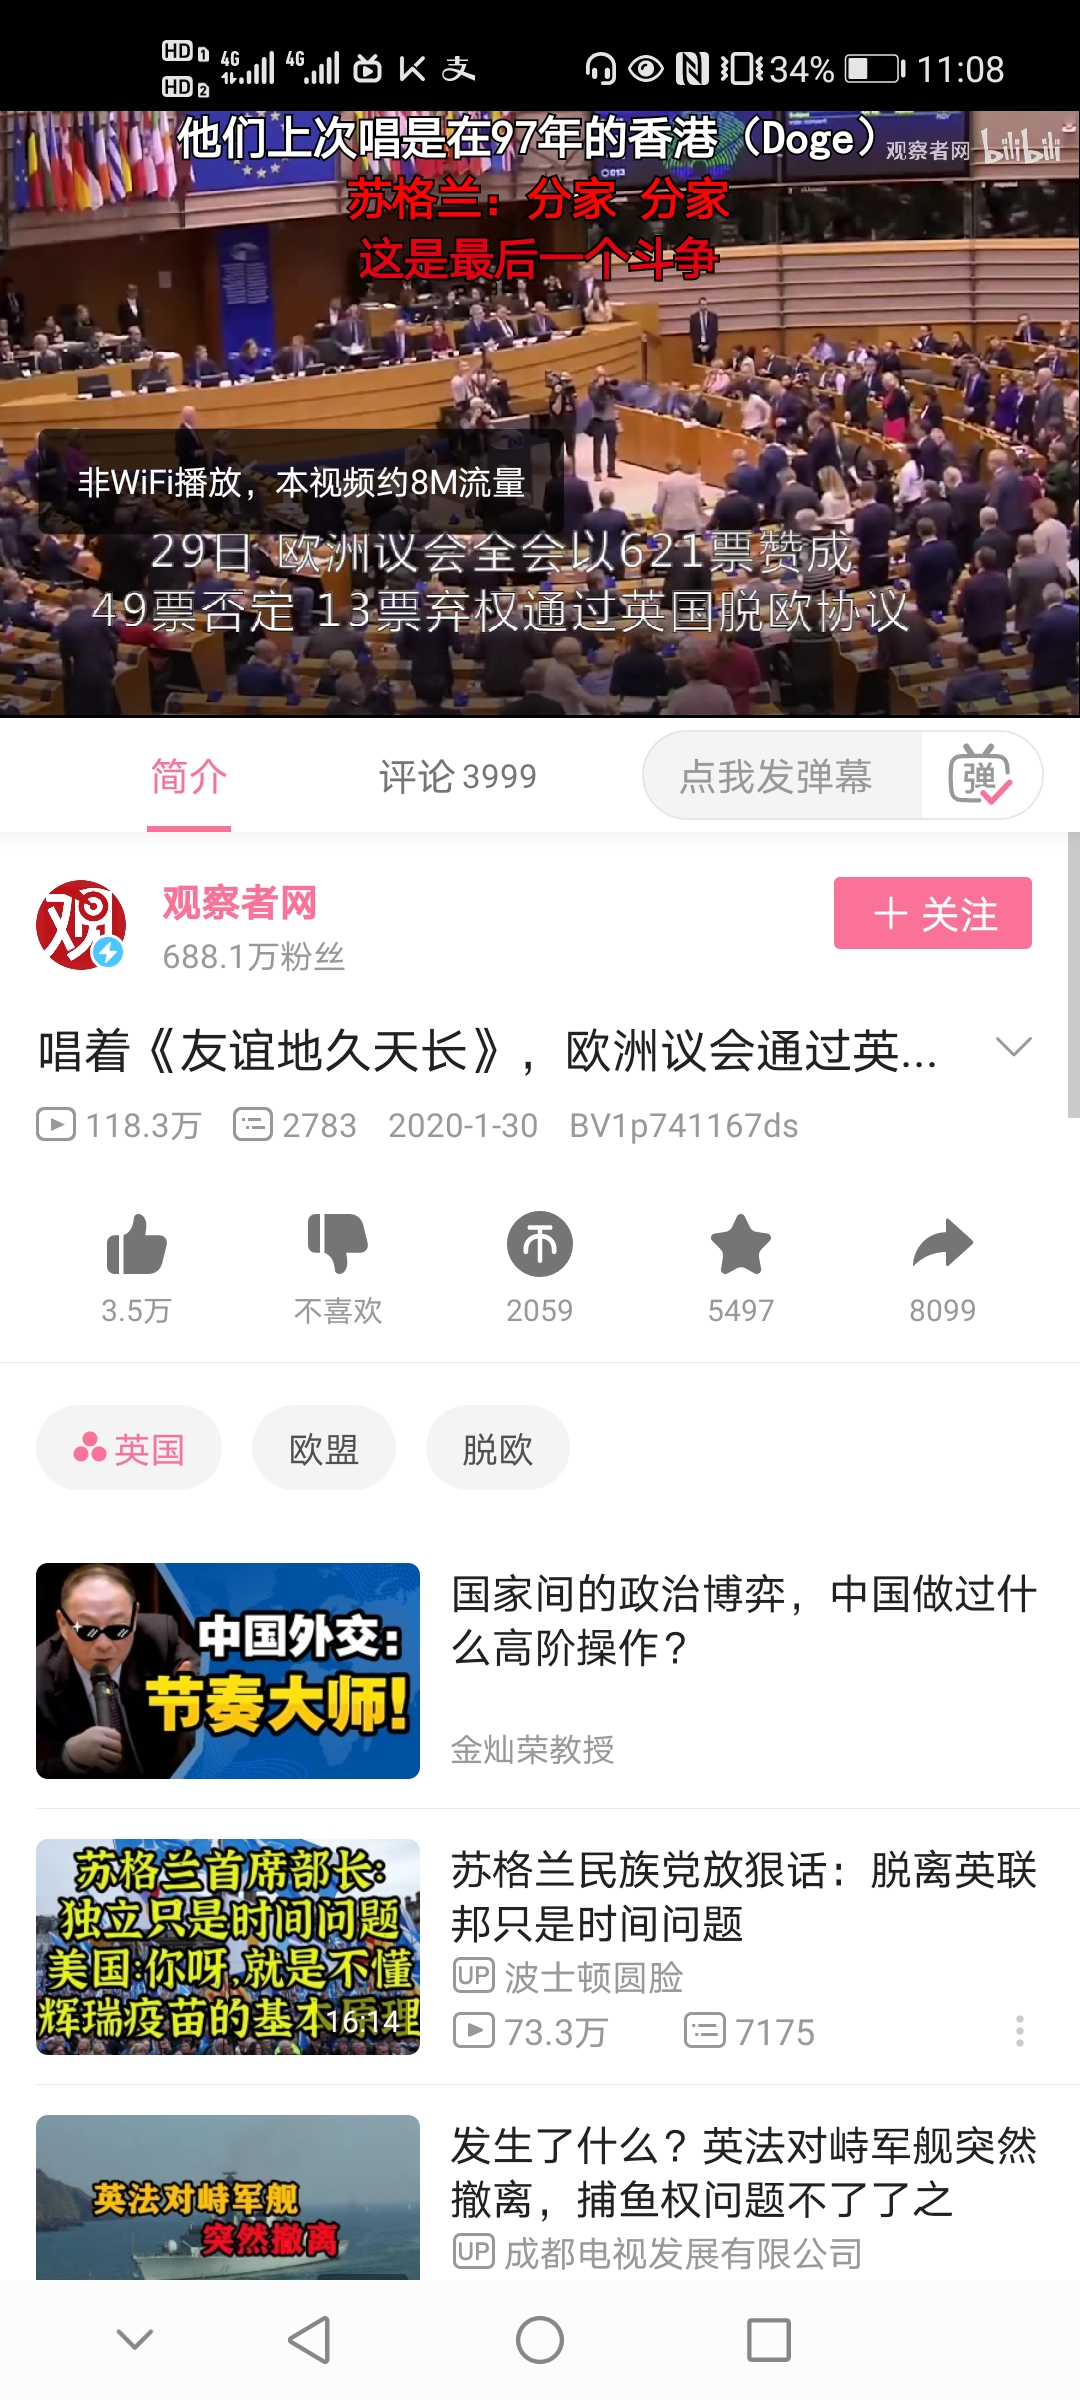 HD 1 4G 4G 支 34% 11:08
HD 2
他们上次唱是在97年的香港（Doge）
观察者网 bilibili
苏格兰：分家 分家
这是最后一个斗争
非WiFi播放，本视频约8M流量
29日 欧洲议会全会以621票赞成
49票否定 13票弃权通过英国脱欧协议
简介 评论 3999 点我发弹幕 弹
观察者网
688.1万粉丝
+ 关注
唱着《友谊地久天长》，欧洲议会通过英...
118.3万 2783 2020-1-30 BV1p741167ds
3.5万 不喜欢 2059 5497 8099
英国 欧盟 脱欧
中国外交：
节奏大师！
国家间的政治博弈，中国做过什
么高阶操作？
金灿荣教授
苏格兰首席部长：
独立只是时间问题
美国：你呀，就是不懂
辉瑞疫苗的基本原理
16:14
苏格兰民族党放狠话：脱离英联
邦只是时间问题
UP 波士顿圆脸
73.3万 7175
英法对峙军舰
突然撤离
发生了什么？英法对峙军舰突然
撤离，捕鱼权问题不了了之
UP 成都电视发展有限公司